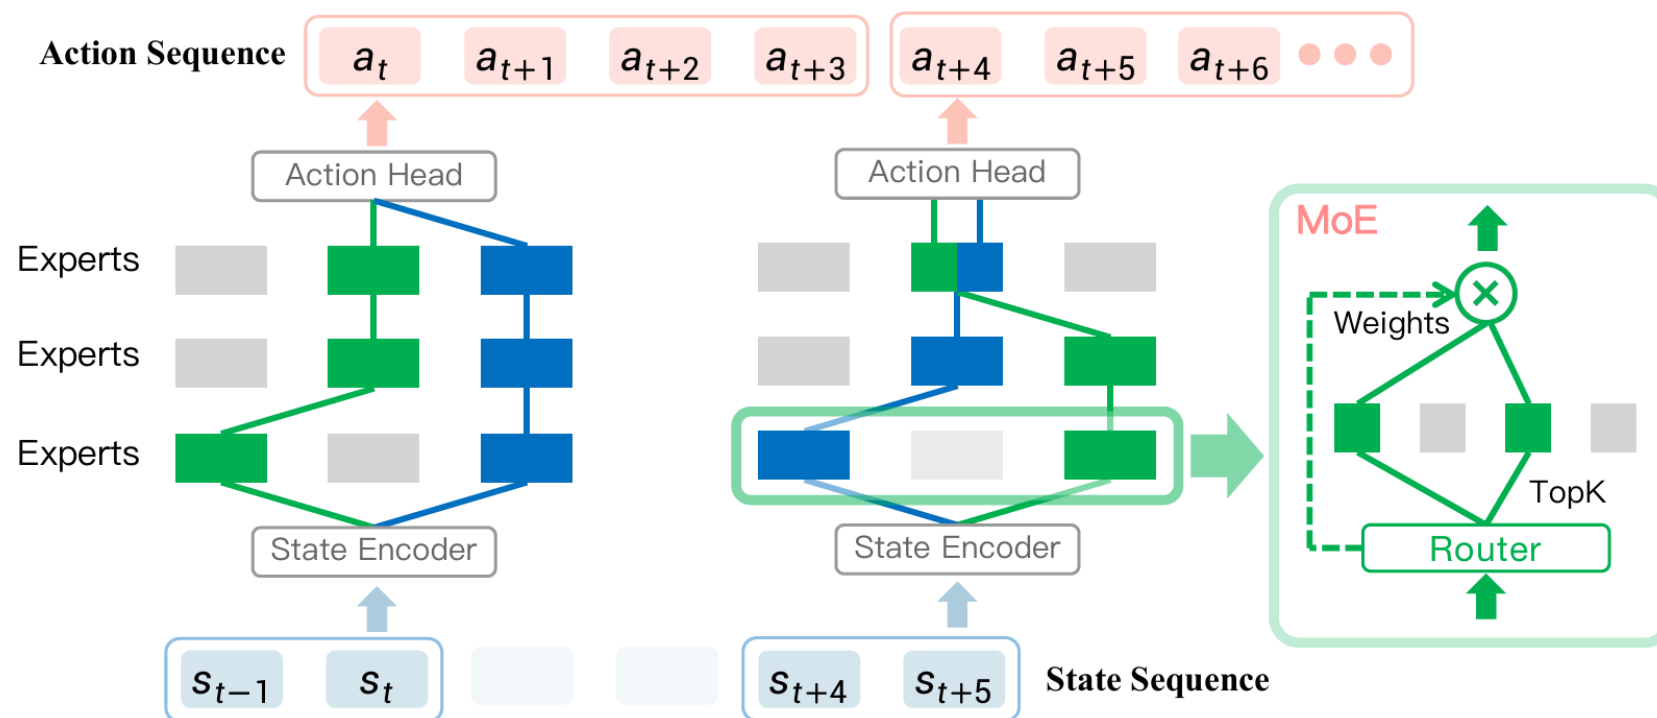 Action Sequence
a_t a_{t+1} a_{t+2} a_{t+3} a_{t+4} a_{t+5} a_{t+6}
Action Head
Action Head
MoE
Experts
Weights
Experts
Experts
TopK
State Encoder
State Encoder
Router
s_{t−1} s_t s_{t+4} s_{t+5}
State Sequence